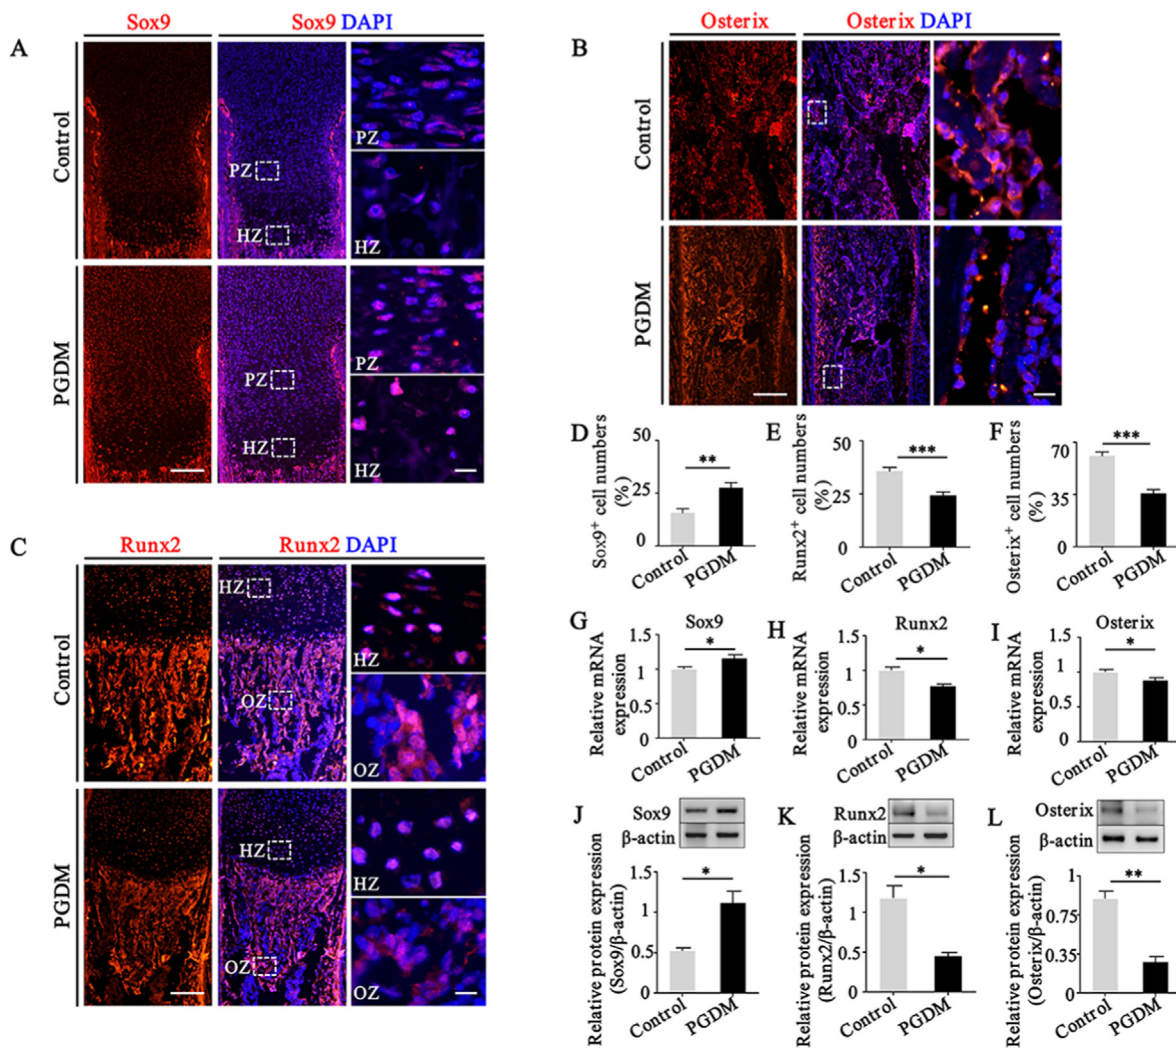 A
Sox9
Sox9 DAPI
Control
PZ
HZ
PZ
HZ
PGDM
PZ
HZ
PZ
HZ
B
Osterix
Osterix DAPI
Control
PGDM
C
Runx2
Runx2 DAPI
Control
HZ
OZ
HZ
OZ
PGDM
HZ
OZ
HZ
OZ
D
Sox9+ cell numbers
(%)
50
25
0
**
Control
PGDM
E
Runx2+ cell numbers
(%)
50
25
0
***
Control
PGDM
F
Osterix+ cell numbers
(%)
70
35
0
***
Control
PGDM
G
Sox9
Relative mRNA
expression
1.5
1
0.5
0
*
Control
PGDM
H
Runx2
Relative mRNA
expression
1.5
1
0.5
0
*
Control
PGDM
I
Osterix
Relative mRNA
expression
1.5
1
0.5
0
*
Control
PGDM
J
Sox9
β-actin
Relative protein expression
(Sox9/β-actin)
1.5
1
0.5
0
*
Control
PGDM
K
Runx2
β-actin
Relative protein expression
(Runx2/β-actin)
1.5
1
0.5
0
*
Control
PGDM
L
Osterix
β-actin
Relative protein expression
(Osterix/β-actin)
1
0.75
0.35
0
**
Control
PGDM